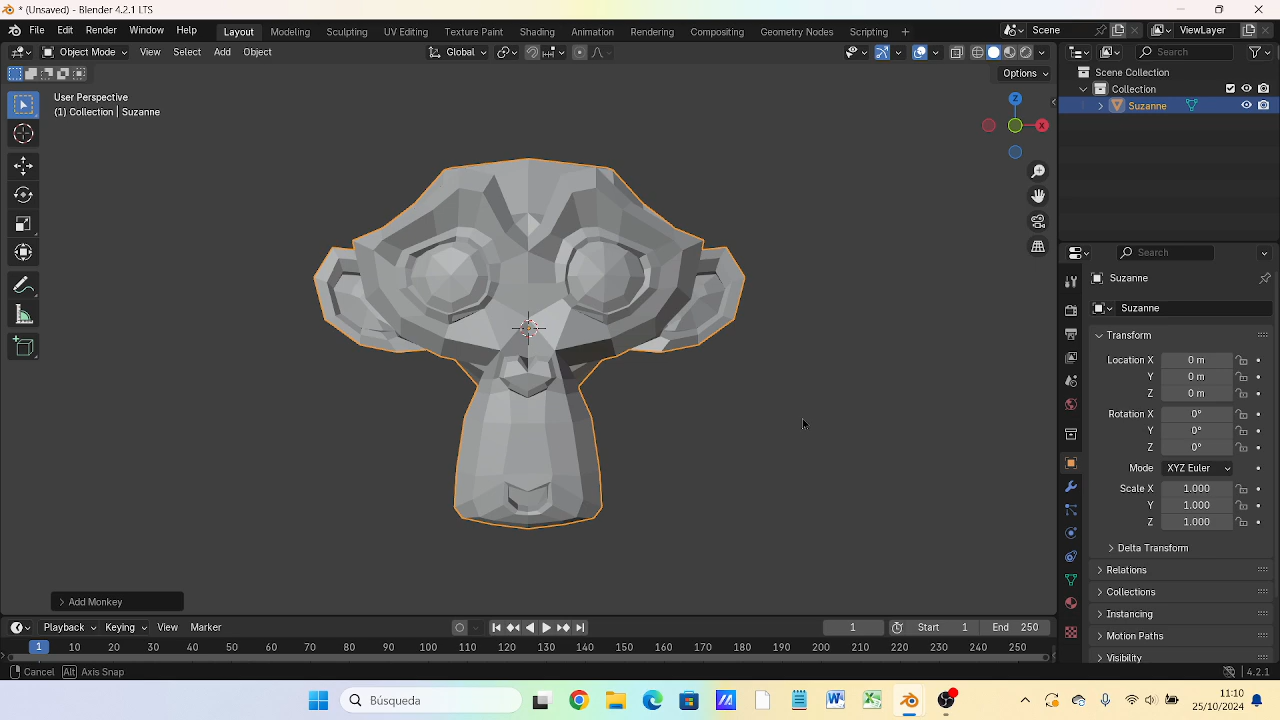 * (Unsaved) - Blender 4.2.1 LTS
File Edit Render Window Help Layout Modeling Sculpting UV Editing Texture Paint Shading Animation Rendering Compositing Geometry Nodes Scripting + Scene ViewLayer
Object Mode View Select Add Object Global Search
Options
User Perspective
(1) Collection | Suzanne
Z
X
Scene Collection
Collection
Suzanne
Search
Suzanne
Suzanne
Transform
Location X 0 m
Y 0 m
Z 0 m
Rotation X 0°
Y 0°
Z 0°
Mode XYZ Euler
Scale X 1.000
Y 1.000
Z 1.000
Delta Transform
Relations
Collections
Instancing
Motion Paths
Visibility
Add Monkey
Playback Keying View Marker 1 Start 1 End 250
1 10 20 30 40 50 60 70 80 90 100 110 120 130 140 150 160 170 180 190 200 210 220 230 240 250
Cancel Alt Axis Snap 4.2.1
Búsqueda
11:10
25/10/2024